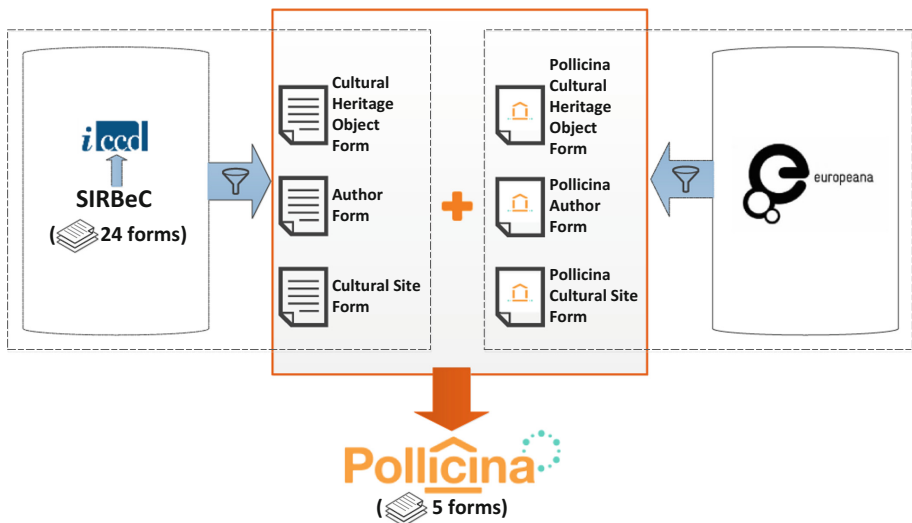 iccd
SIRBeC
( 24 forms)
Cultural
Heritage
Object
Form
Author
Form
Cultural Site
Form
Pollicina
Cultural
Heritage
Object
Form
Pollicina
Author
Form
Pollicina
Cultural Site
Form
europeana
Pollicina
( 5 forms)